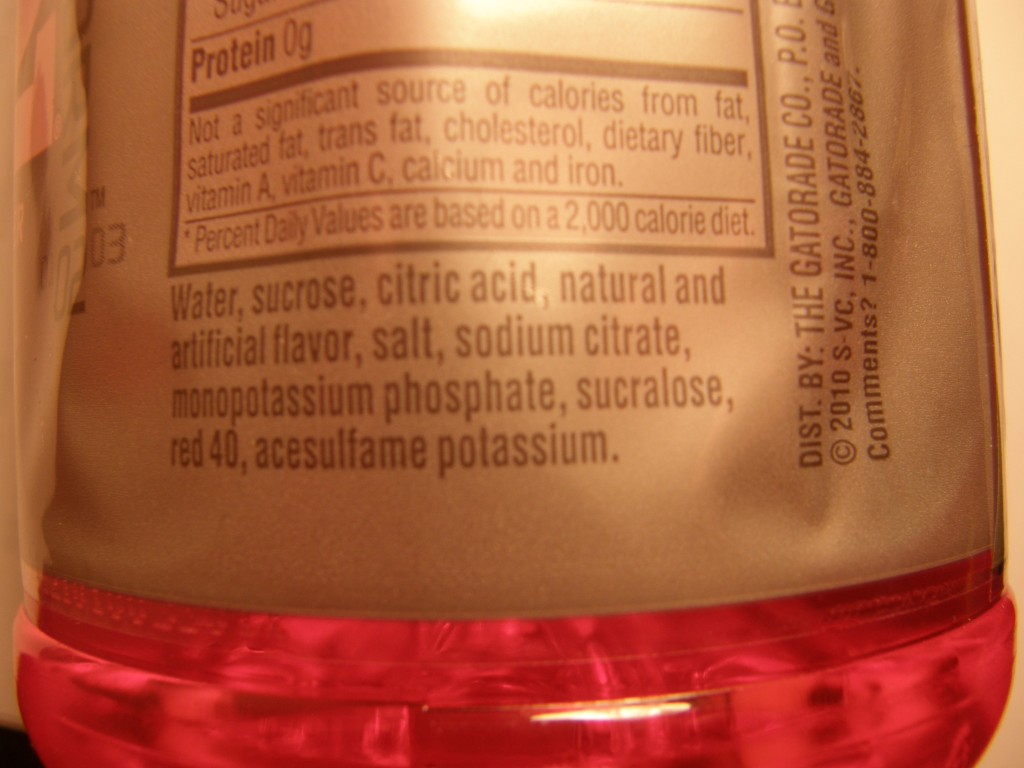 Protein 0g
Not a significant source of calories from fat,
saturated fat, trans fat, cholesterol, dietary fiber,
vitamin A, vitamin C, calcium and iron.
* Percent Daily Values are based on a 2,000 calorie diet.
Water, sucrose, citric acid, natural and
artificial flavor, salt, sodium citrate,
monopotassium phosphate, sucralose,
red 40, acesulfame potassium.
DIST. BY: THE GATORADE CO., P.O.
© 2010 S-VC, INC., GATORADE and
Comments? 1-800-884-2867.
TM
03